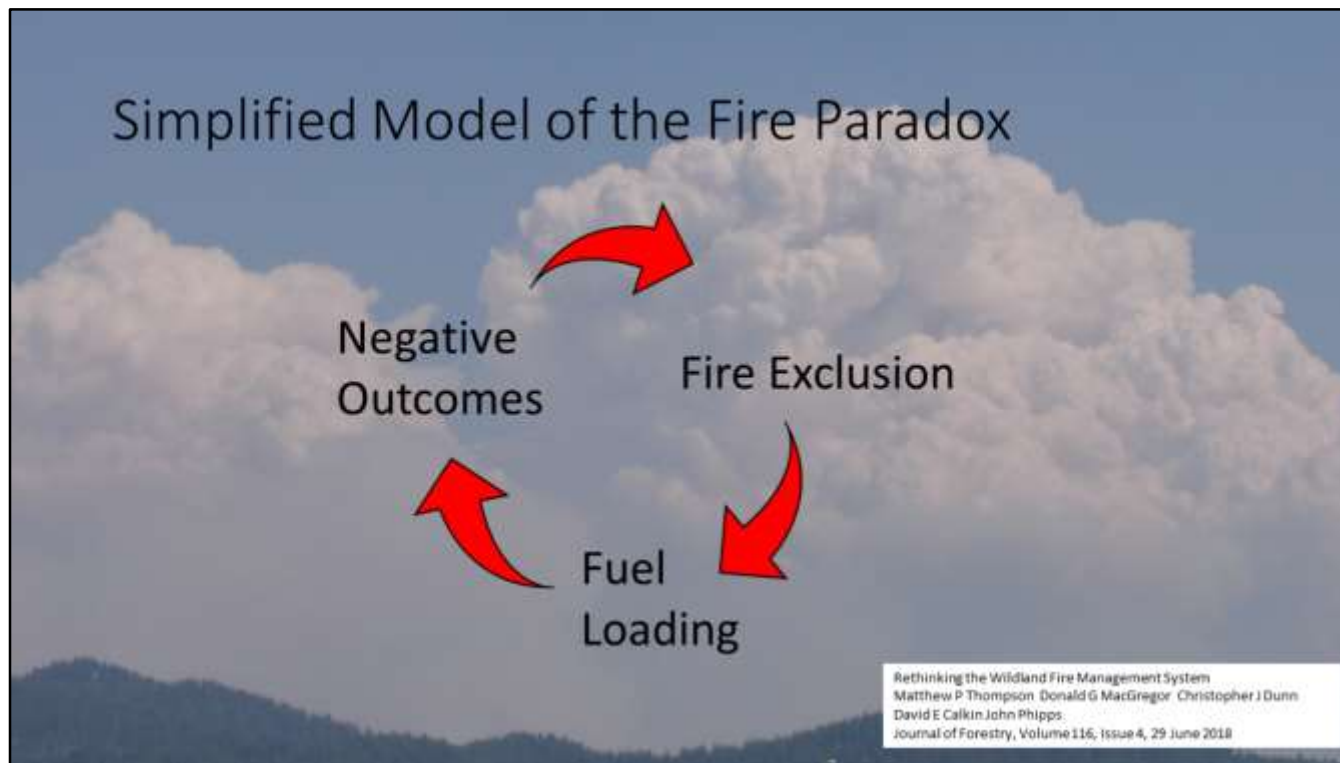 Simplified Model of the Fire Paradox
Negative
Outcomes
Fire Exclusion
Fuel
Loading
Rethinking the Wildland Fire Management System
Matthew P Thompson Donald G MacGregor Christopher J Dunn
David E Calkin John Phipps
Journal of Forestry, Volume 116, Issue 4, 29 June 2018